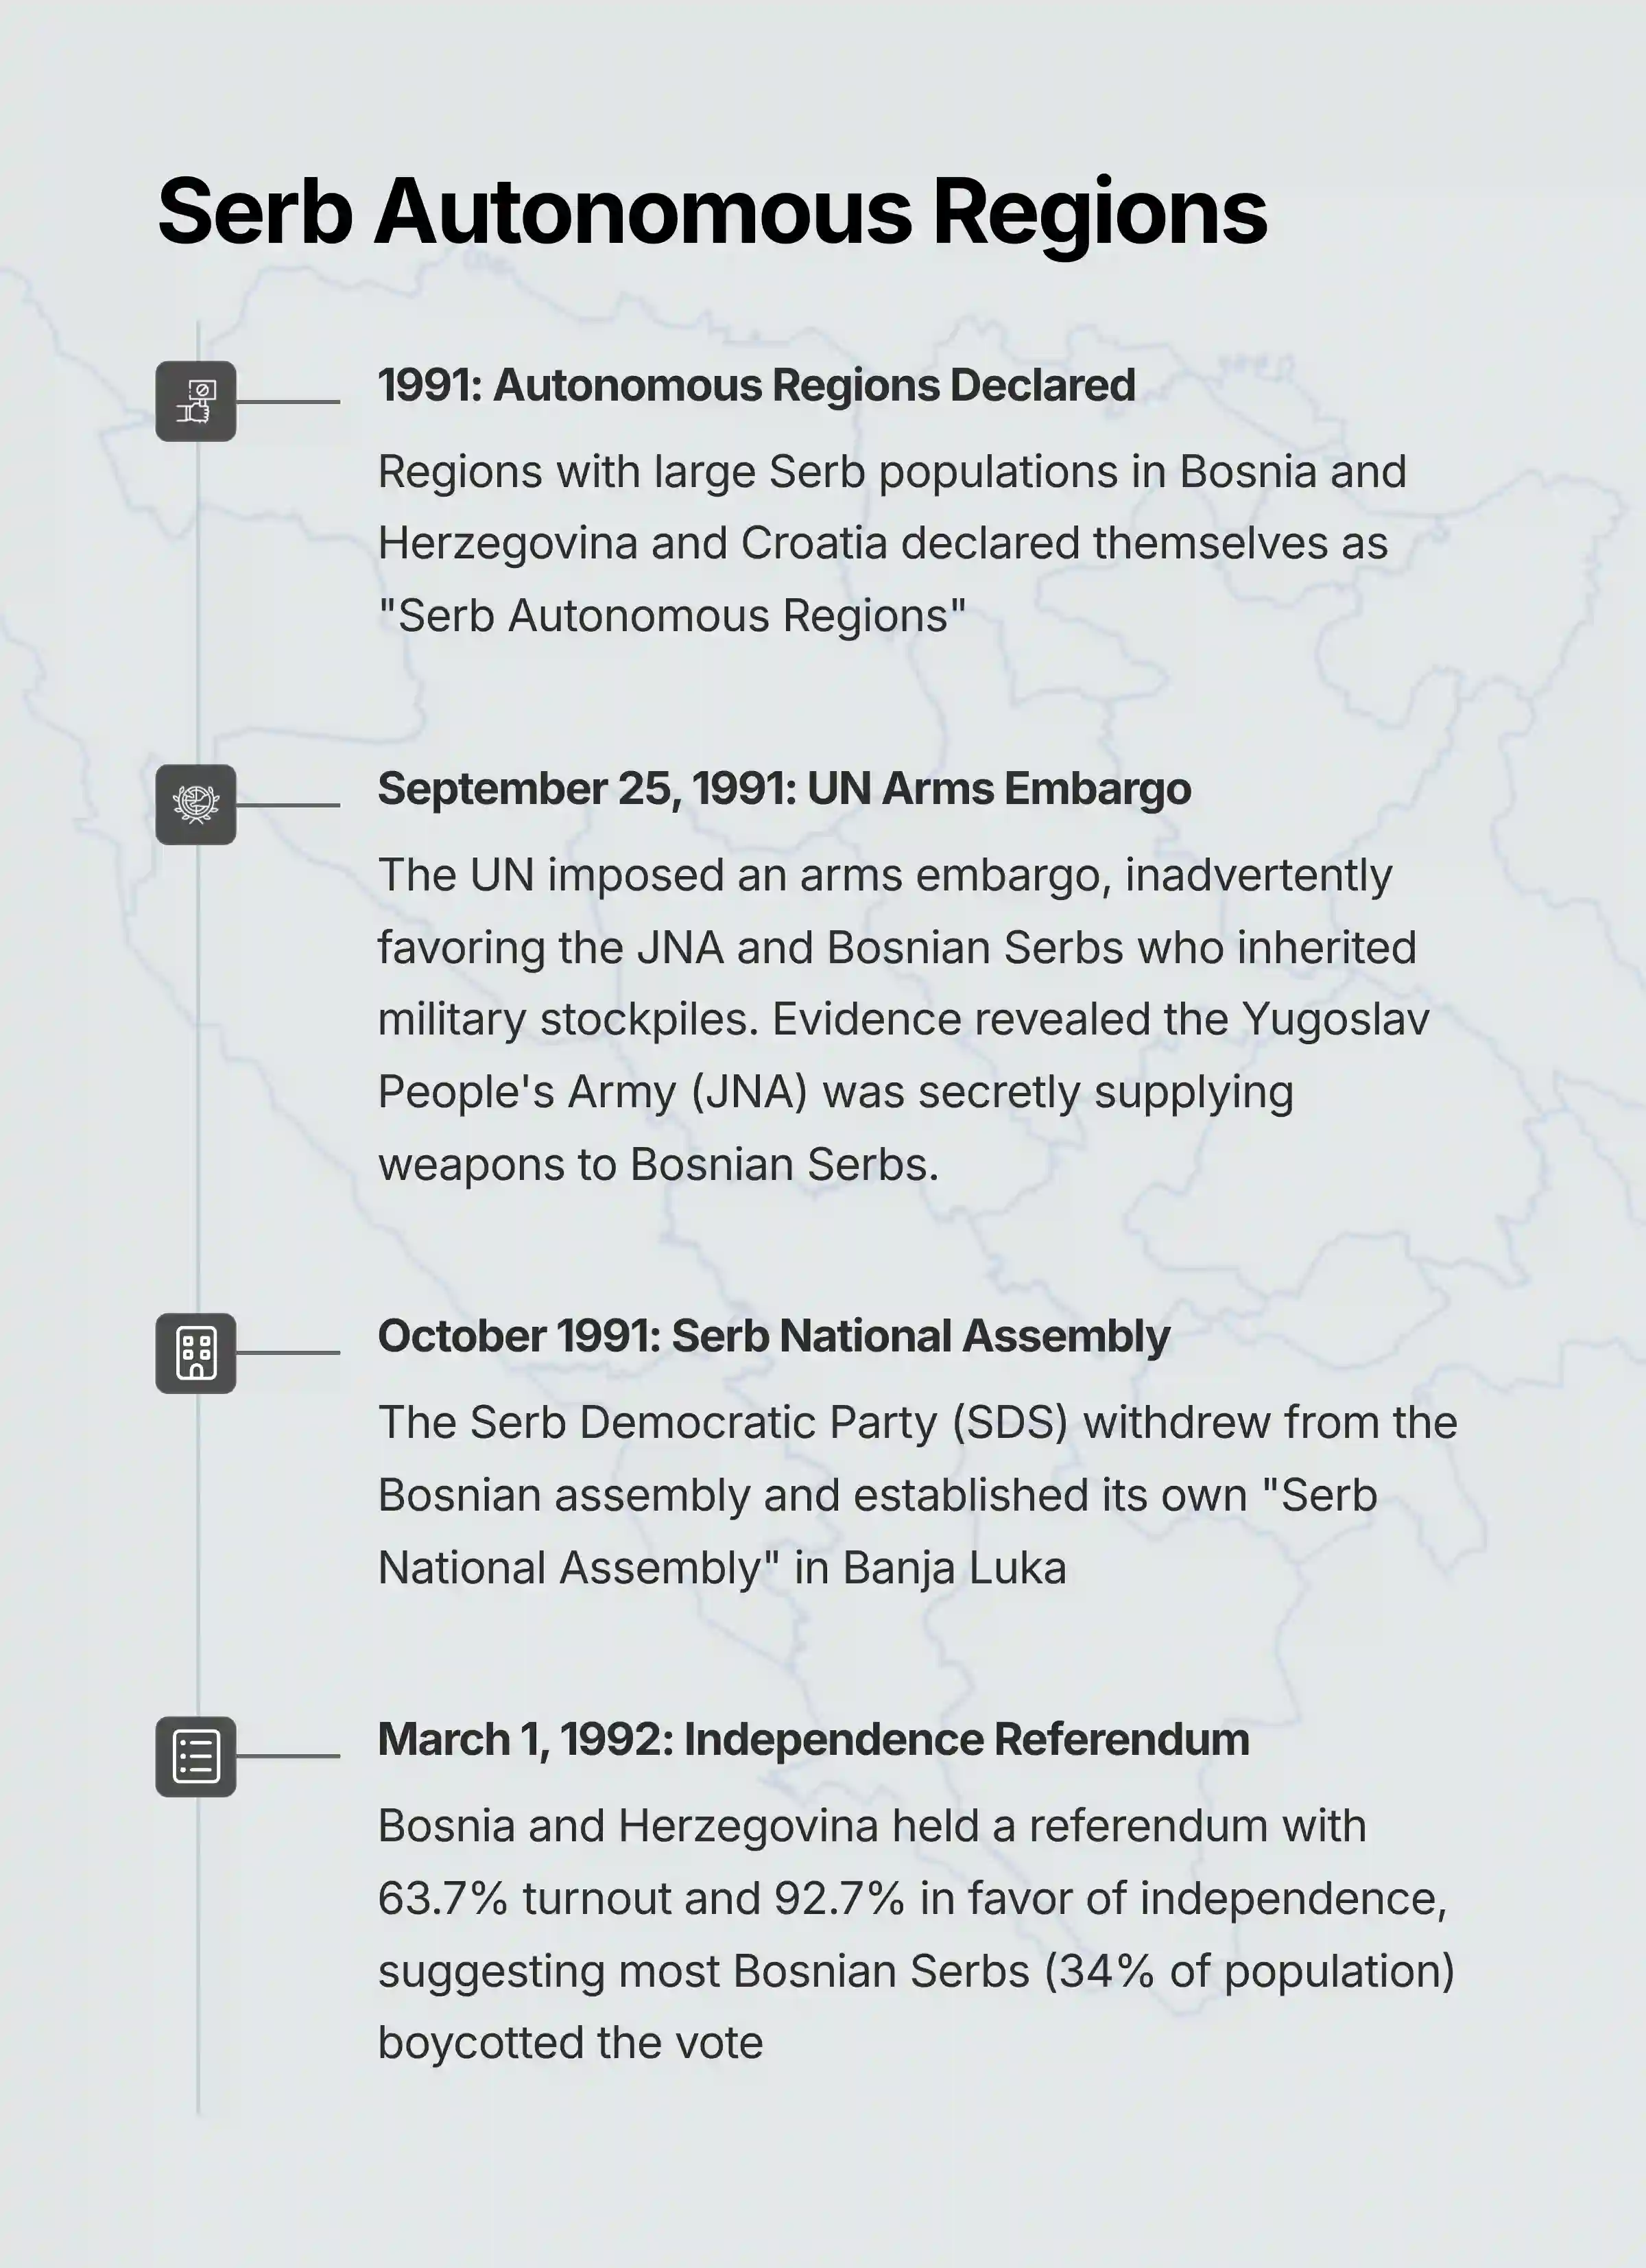 Serb Autonomous Regions
1991: Autonomous Regions Declared
Regions with large Serb populations in Bosnia and
Herzegovina and Croatia declared themselves as
"Serb Autonomous Regions"
September 25, 1991: UN Arms Embargo
The UN imposed an arms embargo, inadvertently
favoring the JNA and Bosnian Serbs who inherited
military stockpiles. Evidence revealed the Yugoslav
People's Army (JNA) was secretly supplying
weapons to Bosnian Serbs.
October 1991: Serb National Assembly
The Serb Democratic Party (SDS) withdrew from the
Bosnian assembly and established its own "Serb
National Assembly" in Banja Luka
March 1, 1992: Independence Referendum
Bosnia and Herzegovina held a referendum with
63.7% turnout and 92.7% in favor of independence,
suggesting most Bosnian Serbs (34% of population)
boycotted the vote